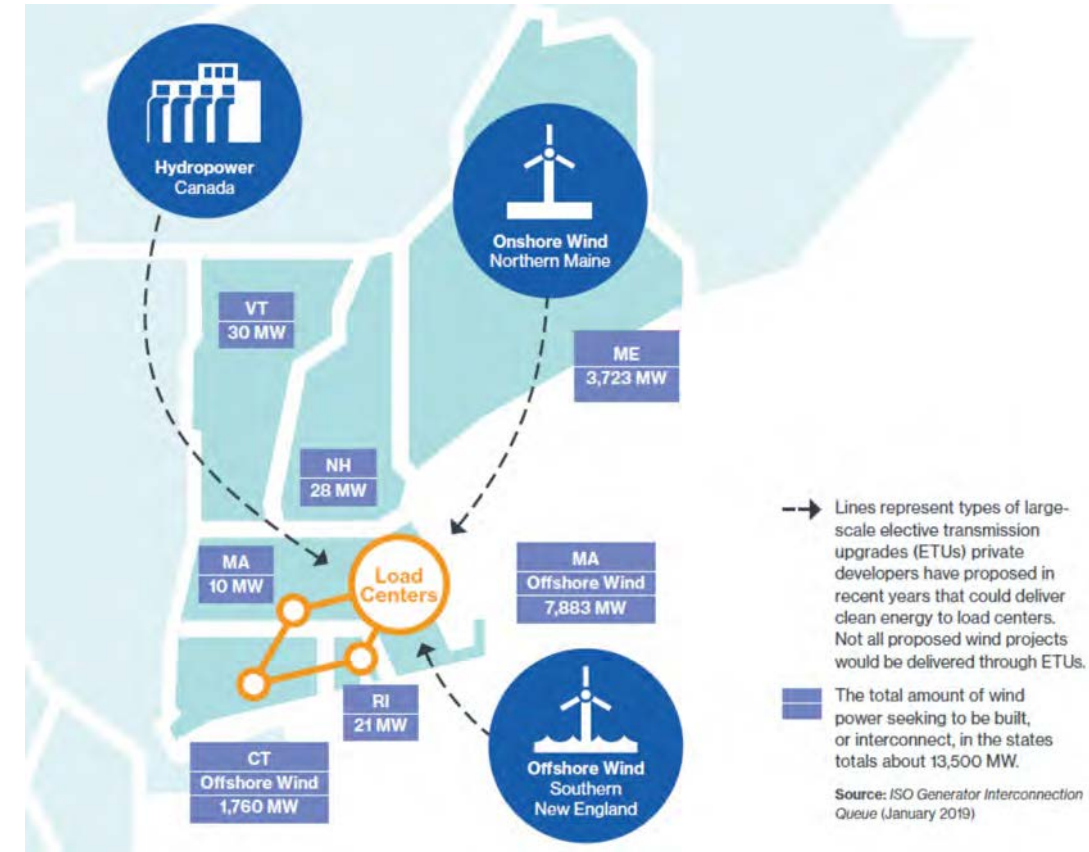 Hydropower
Canada
Onshore Wind
Northern Maine
VT
30 MW
ME
3,723 MW
NH
28 MW
MA
10 MW
Load
Centers
MA
Offshore Wind
7,883 MW
RI
21 MW
CT
Offshore Wind
1,760 MW
Offshore Wind
Southern
New England
Lines represent types of large-
scale elective transmission
upgrades (ETUs) private
developers have proposed in
recent years that could deliver
clean energy to load centers.
Not all proposed wind projects
would be delivered through ETUs.
The total amount of wind
power seeking to be built,
or interconnect, in the states
totals about 13,500 MW.
Source: ISO Generator Interconnection
Queue (January 2019)